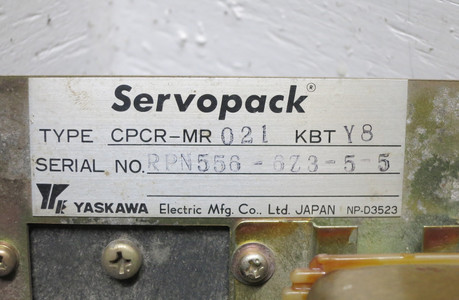 Servopack®
TYPE CPCR-MR 021 KBT Y8
SERIAL NO. RPN556-6Z3-5-5
YASKAWA Electric Mfg. Co., Ltd. JAPAN NP-D3523